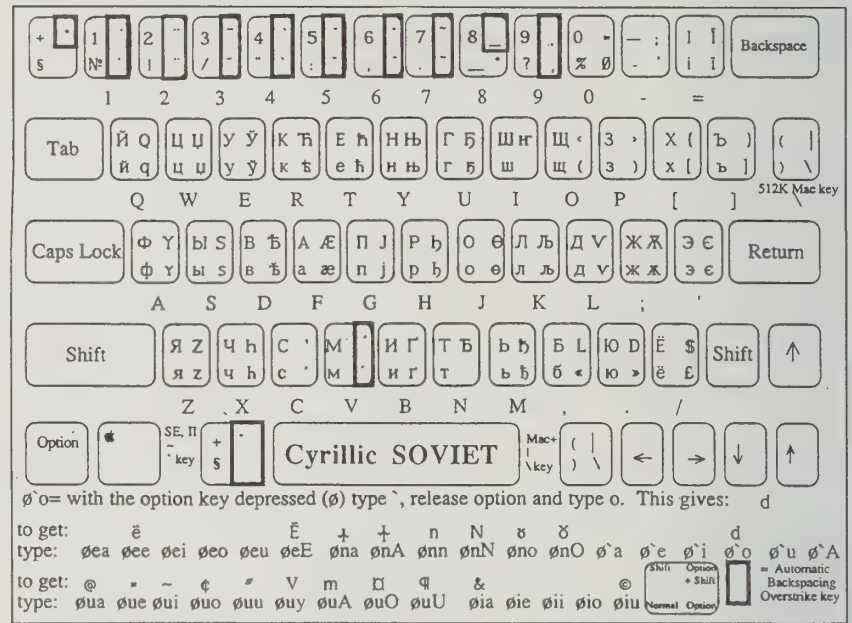 + 1 2 3 4 5 6 7 8 9 0 — ; I Ї Backspace
§ № ! / " : , . _ ? % Ø - ' i ї
1 2 3 4 5 6 7 8 9 0 - =
Tab Й Q Ц Џ У Ў К Ћ Е ћ Н Њ Г Ҕ Ш ҥ Щ ‹ З › Х { Ъ } ( |
й q ц џ у ў к ѣ е ћ н њ г ҕ ш щ ( з ) х [ ъ ] ) \
512K Mac key
Q W E R T Y U I O P [ ] \
Caps Lock Ф Y Ы S В Ѣ А Æ П J Р Ђ О Ө Л Љ Д Ѵ Ж Ѫ Э Є Return
ф ы s в ѣ а æ п j р ђ о ө л љ д ѵ ж ѫ э є
A S D F G H J K L ; '
Shift Я Z Ч h С ' М И Ґ Т Ѣ Ь ђ Б L Ю D Ё $ Shift ↑
я z ч h с ' м и ґ т ь ђ б « ю » ё £
Z X C V B N M , . /
Option SE, II ~ ` key + § Cyrillic SOVIET Mac+ | \key ( | ) \ ← → ↓ ↑
ø`o= with the option key depressed (ø) type `, release option and type o. This gives: d
to get: ë Ë n N ȣ d
type: øea øee øei øeo øeu øeE øna ønA ønn ønN øno ønO ø`a ø`e ø`i ø`o ø`u ø`A
Shift Option + Shift Normal Option = Automatic Backspacing Overstrike key
to get: @ ~ ¢ V m ¤ ¶ & ©
type: øua øue øui øuo øuu øuy øuA øuO øuU øia øie øii øio øiu